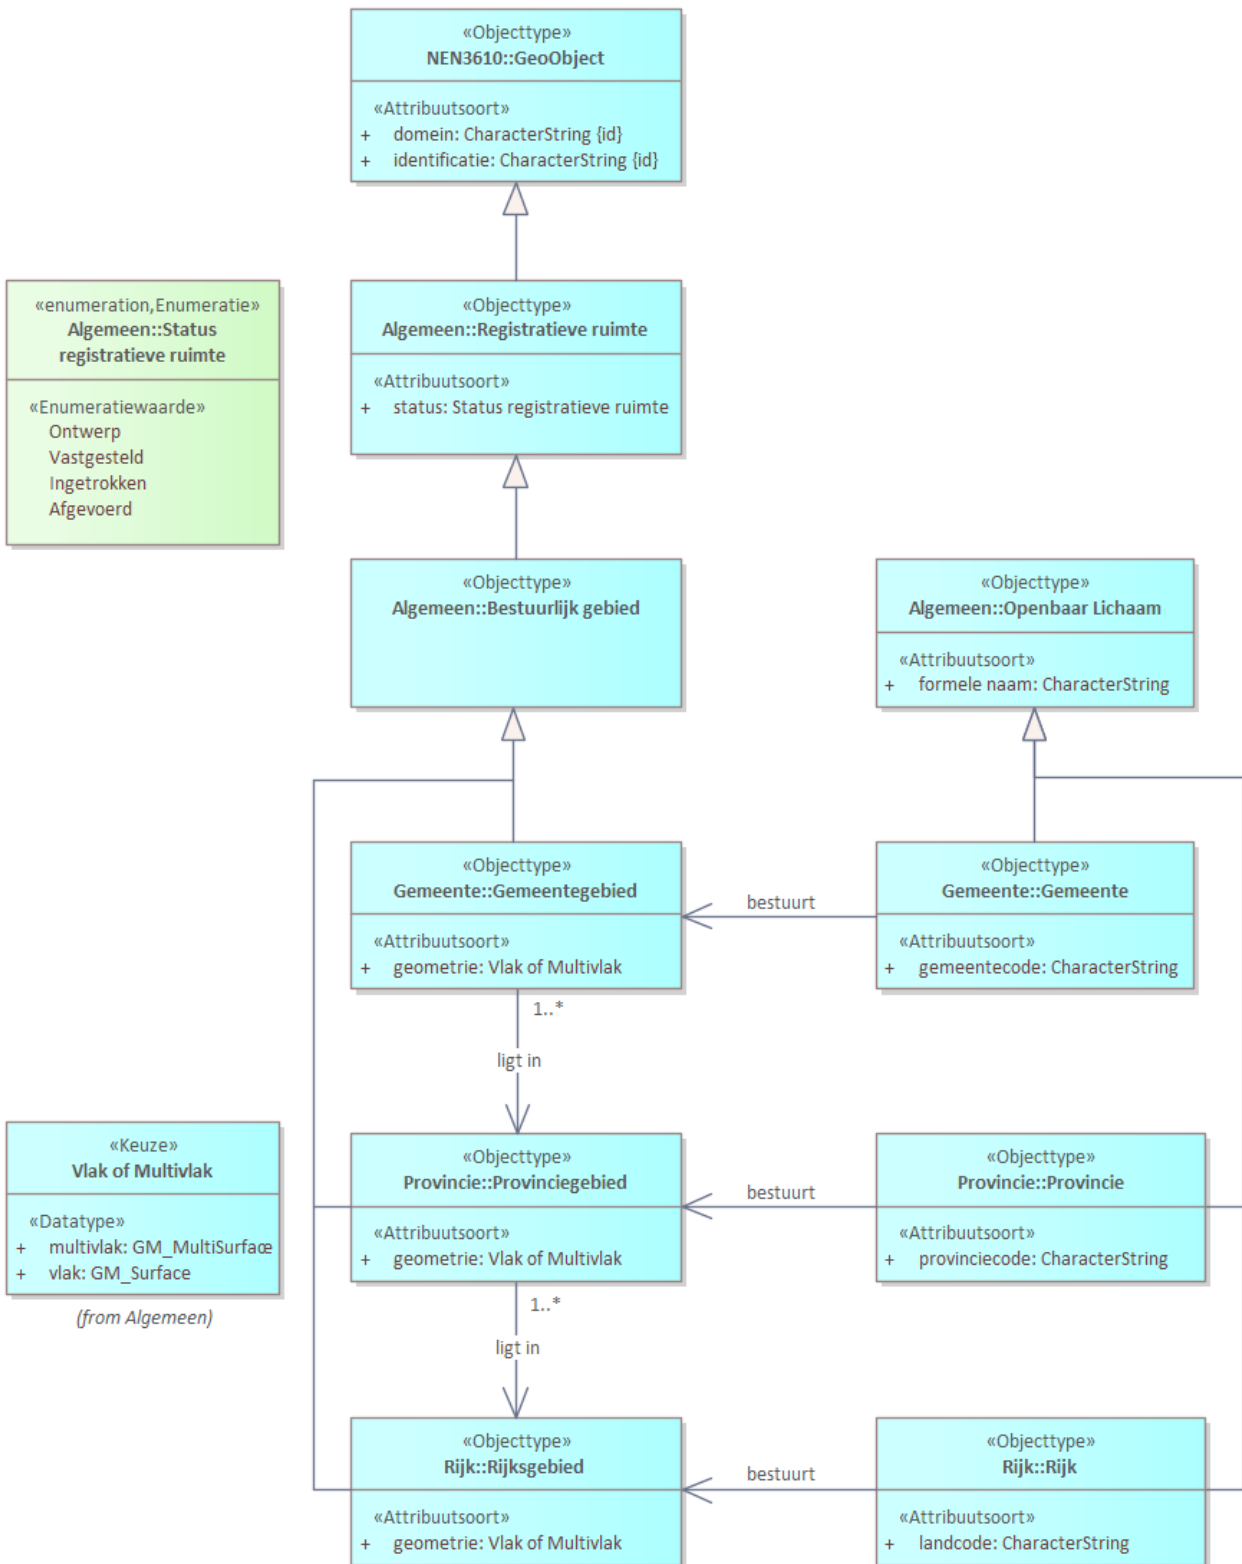 «Objecttype»
NEN3610::GeoObject
«Attribuutsoort»
+ domein: CharacterString {id}
+ identificatie: CharacterString {id}
«enumeration,Enumeratie»
Algemeen::Status
registratieve ruimte
«Enumeratiewaarde»
Ontwerp
Vastgesteld
Ingetrokken
Afgevoerd
«Objecttype»
Algemeen::Registratieve ruimte
«Attribuutsoort»
+ status: Status registratieve ruimte
«Objecttype»
Algemeen::Bestuurlijk gebied
«Objecttype»
Algemeen::Openbaar Lichaam
«Attribuutsoort»
+ formele naam: CharacterString
«Objecttype»
Gemeente::Gemeentegebied
«Attribuutsoort»
+ geometrie: Vlak of Multivlak
bestuurt
«Objecttype»
Gemeente::Gemeente
«Attribuutsoort»
+ gemeentecode: CharacterString
1..*
ligt in
«Keuze»
Vlak of Multivlak
«Datatype»
+ multivlak: GM_MultiSurface
+ vlak: GM_Surface
(from Algemeen)
«Objecttype»
Provincie::Provinciegebied
«Attribuutsoort»
+ geometrie: Vlak of Multivlak
bestuurt
«Objecttype»
Provincie::Provincie
«Attribuutsoort»
+ provinciecode: CharacterString
1..*
ligt in
«Objecttype»
Rijk::Rijksgebied
«Attribuutsoort»
+ geometrie: Vlak of Multivlak
bestuurt
«Objecttype»
Rijk::Rijk
«Attribuutsoort»
+ landcode: CharacterString